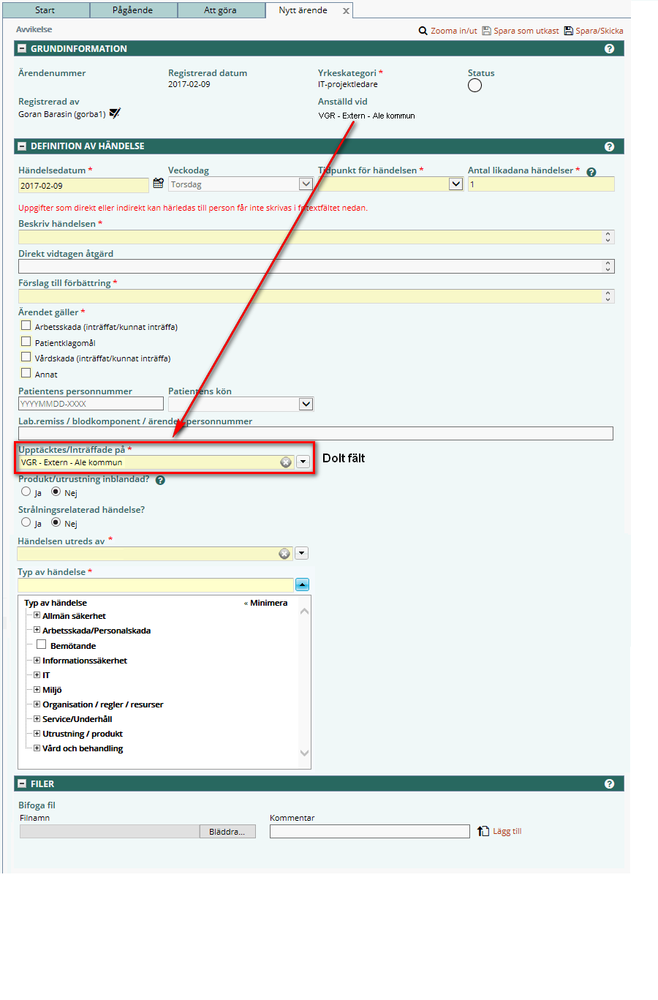 Start Pågående Att göra Nytt ärende x
Avvikelse
Zooma in/ut Spara som utkast Spara/Skicka
GRUNDINFORMATION ?
Ärendenummer Registrerad datum Yrkeskategori * Status
2017-02-09 IT-projektledare
Registrerad av Anställd vid
Goran Barasin (gorba1) VGR - Extern - Ale kommun
DEFINITION AV HÄNDELSE ?
Händelsedatum * Veckodag Tidpunkt för händelsen * Antal likadana händelser * ?
2017-02-09 Torsdag 1
Uppgifter som direkt eller indirekt kan härledas till person får inte skrivas i fritextfältet nedan.
Beskriv händelsen *
Direkt vidtagen åtgärd
Förslag till förbättring *
Ärendet gäller *
Arbetsskada (inträffat/kunnat inträffa)
Patientklagomål
Vårdskada (inträffat/kunnat inträffa)
Annat
Patientens personnummer Patientens kön
YYYYMMDD-XXXX
Lab.remiss / blodkomponent / ärende personnummer
Upptäcktes/Inträffade på *
VGR - Extern - Ale kommun Dolt fält
Produkt/utrustning inblandad? ?
Ja Nej
Strålningsrelaterad händelse?
Ja Nej
Händelsen utreds av *
Typ av händelse *
Typ av händelse « Minimera
Allmän säkerhet
Arbetsskada/Personalskada
Bemötande
Informationssäkerhet
IT
Miljö
Organisation / regler / resurser
Service/Underhåll
Utrustning / produkt
Vård och behandling
FILER ?
Bifoga fil
Filnamn Kommentar
Bläddra... Lägg till